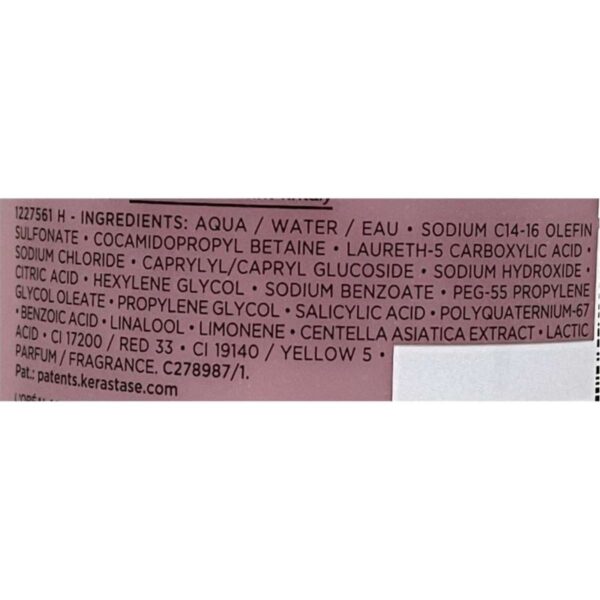 1227561 H - INGREDIENTS: AQUA / WATER / EAU • SODIUM C14-16 OLEFIN
SULFONATE • COCAMIDOPROPYL BETAINE • LAURETH-5 CARBOXYLIC ACID •
SODIUM CHLORIDE • CAPRYLYL/CAPRYL GLUCOSIDE • SODIUM HYDROXIDE •
CITRIC ACID • HEXYLENE GLYCOL • SODIUM BENZOATE • PEG-55 PROPYLENE
GLYCOL OLEATE • PROPYLENE GLYCOL • SALICYLIC ACID • POLYQUATERNIUM-67
• BENZOIC ACID • LINALOOL • LIMONENE • CENTELLA ASIATICA EXTRACT • LACTIC
ACID • CI 17200 / RED 33 • CI 19140 / YELLOW 5 •
PARFUM / FRAGRANCE. C278987/1.
Pat.: patents.kerastase.com